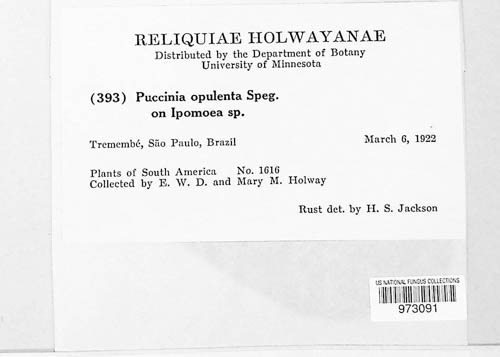 RELIQUIAE HOLWAYANAE
Distributed by the Department of Botany
University of Minnesota
(393) Puccinia opulenta Speg.
on Ipomoea sp.
Tremembé, São Paulo, Brazil March 6, 1922
Plants of South America No. 1616
Collected by E. W. D. and Mary M. Holway
Rust det. by H. S. Jackson
US NATIONAL FUNGUS COLLECTIONS
973091